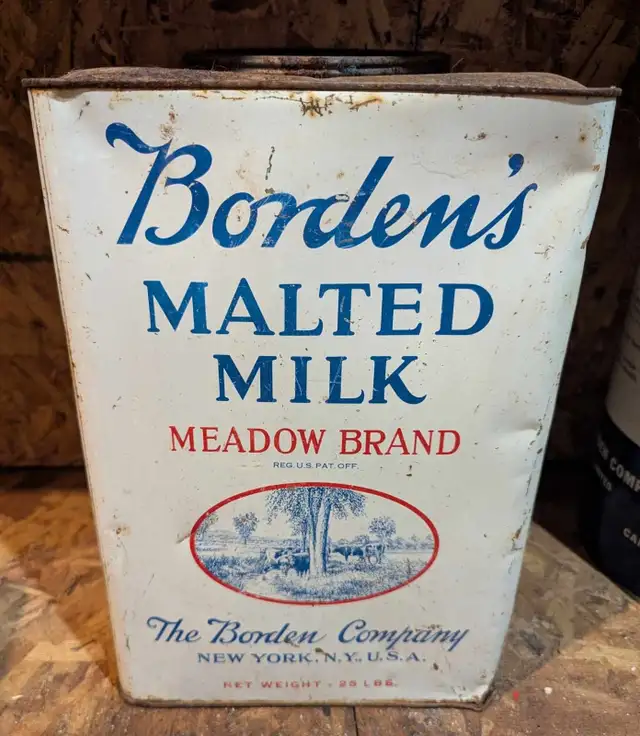 Borden's
MALTED
MILK
MEADOW BRAND
REG. U.S. PAT. OFF.
The Borden Company
NEW YORK, N.Y., U.S.A.
NET WEIGHT - 25 LBS.